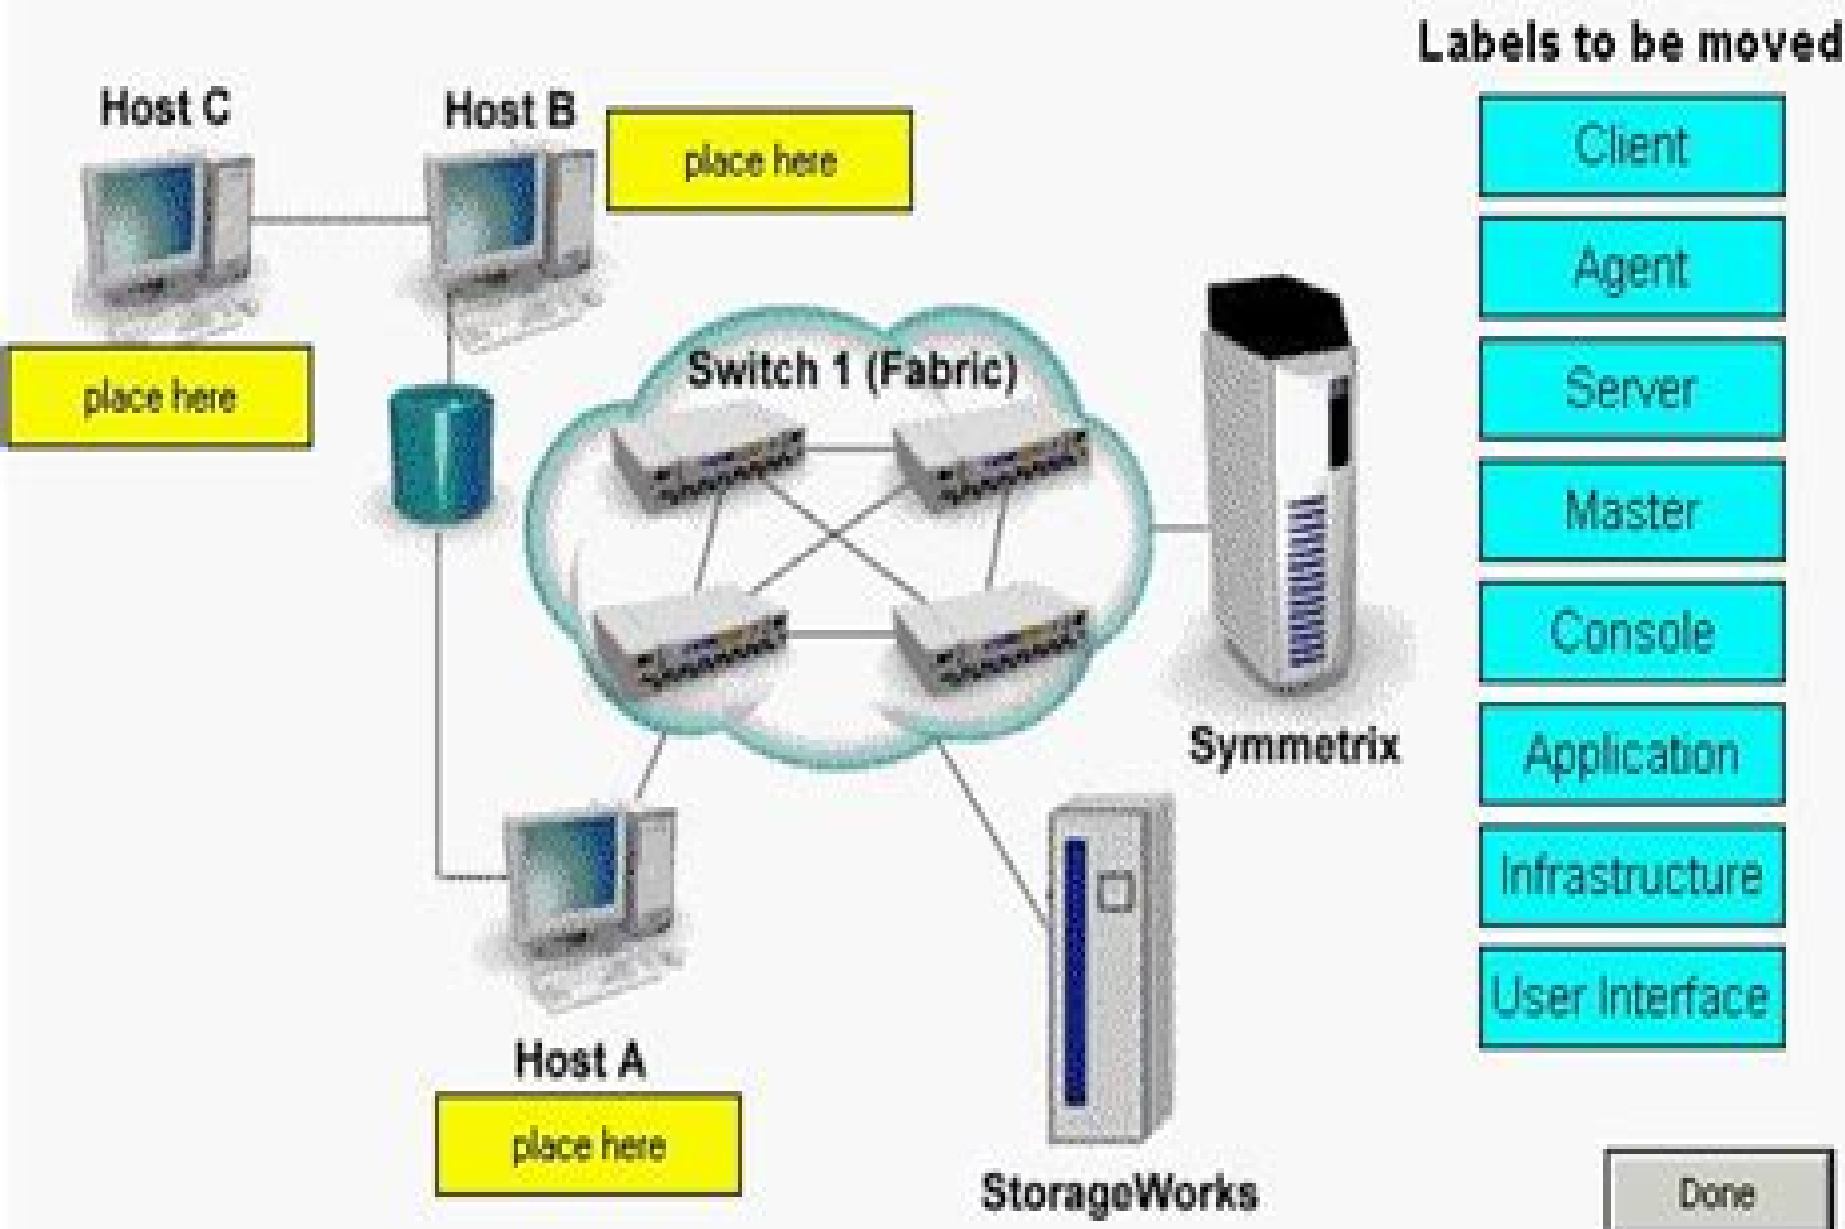 Labels to be moved
Host C
Host B
place here
place here
Switch 1 (Fabric)
Symmetrix
Host A
place here
StorageWorks
Client
Agent
Server
Master
Console
Application
Infrastructure
User Interface
Done